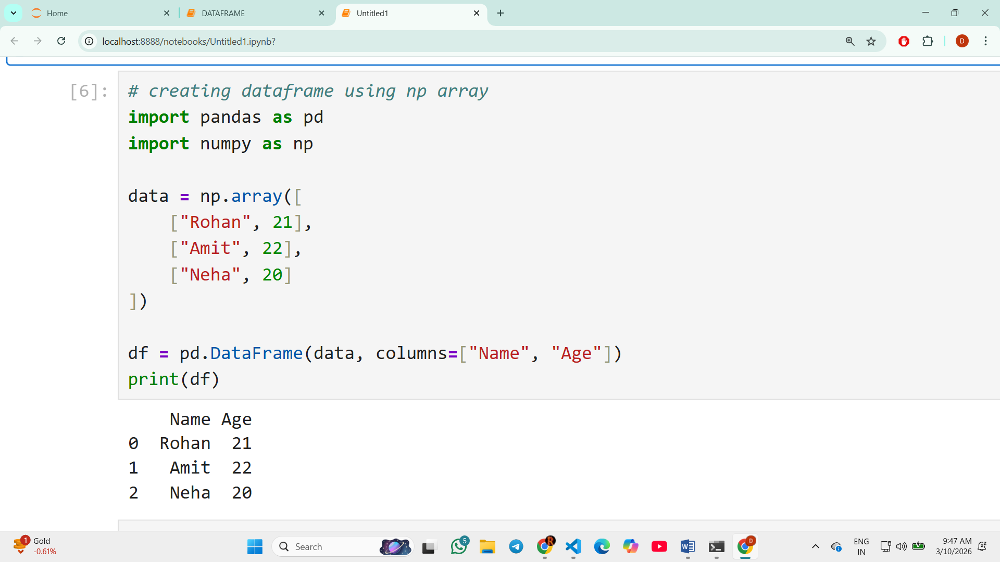 Home
DATAFRAME
Untitled1
localhost:8888/notebooks/Untitled1.ipynb?
D
[6]:
# creating dataframe using np array
import pandas as pd
import numpy as np
data = np.array([
    ["Rohan", 21],
    ["Amit", 22],
    ["Neha", 20]
])
df = pd.DataFrame(data, columns=["Name", "Age"])
print(df)
    Name Age
0  Rohan  21
1   Amit  22
2   Neha  20
1
Gold
-0.61%
Search
5
R
D
ENG
IN
9:47 AM
3/10/2026